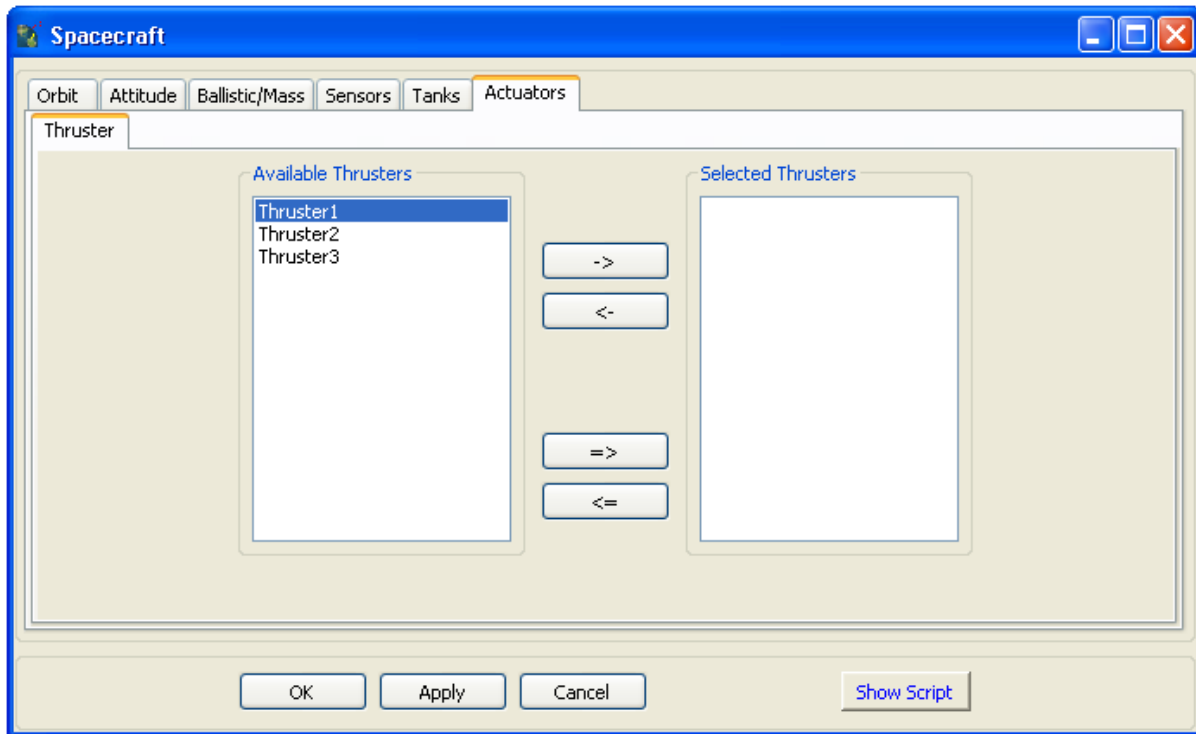 Spacecraft
Orbit Attitude Ballistic/Mass Sensors Tanks Actuators
Thruster
Available Thrusters
Thruster1
Thruster2
Thruster3
->
<-
=>
<=
Selected Thrusters
OK Apply Cancel Show Script